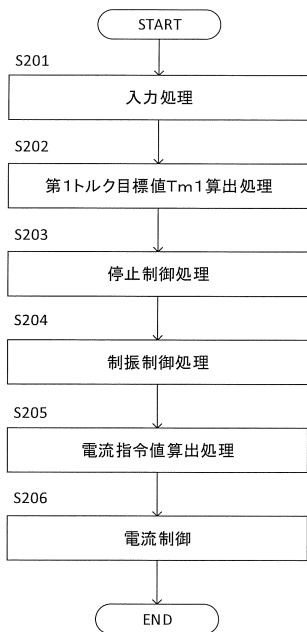 START
S201
入力処理
S202
第1トルク目標値Tm1算出処理
S203
停止制御処理
S204
制振制御処理
S205
電流指令値算出処理
S206
電流制御
END